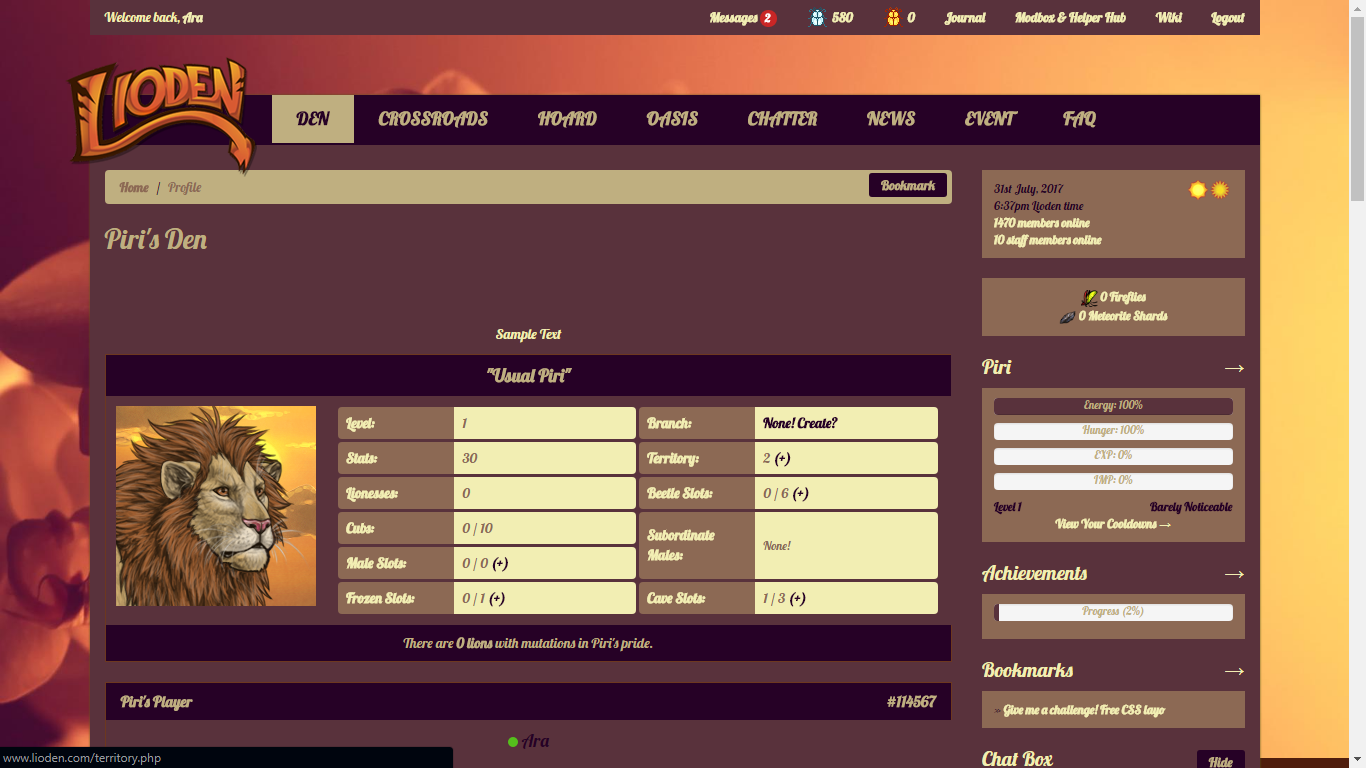 Welcome back, Ara
Messages 2 580 0 Journal Modbox & Helper Hub Wiki Logout
LIODEN
DEN CROSSROADS HOARD OASIS CHATTER NEWS EVENT FAQ
Home / Profile
Bookmark
Piri's Den
Sample Text
"Usual Piri"
Level: 1
Branch: None! Create?
Stats: 30
Territory: 2 (+)
Lionesses: 0
Beetle Slots: 0 / 6 (+)
Cubs: 0 / 10
Subordinate
Males:
None!
Male Slots: 0 / 0 (+)
Frozen Slots: 0 / 1 (+)
Cave Slots: 1 / 3 (+)
There are 0 lions with mutations in Piri's pride.
Piri's Player #114567
Ara
31st July, 2017
6:37pm Lioden time
1470 members online
10 staff members online
0 Fireflies
0 Meteorite Shards
Piri →
Energy: 100%
Hunger: 100%
EXP: 0%
IMP: 0%
Level 1 Barely Noticeable
View Your Cooldowns →
Achievements →
Progress (2%)
Bookmarks →
» Give me a challenge! Free CSS layo
Chat Box Hide
www.lioden.com/territory.php